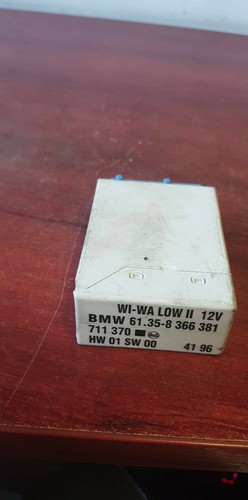 WI-WA LOW II 12V
BMW 61.35-8 366 381
711 370
HW 01 SW 00 41 96